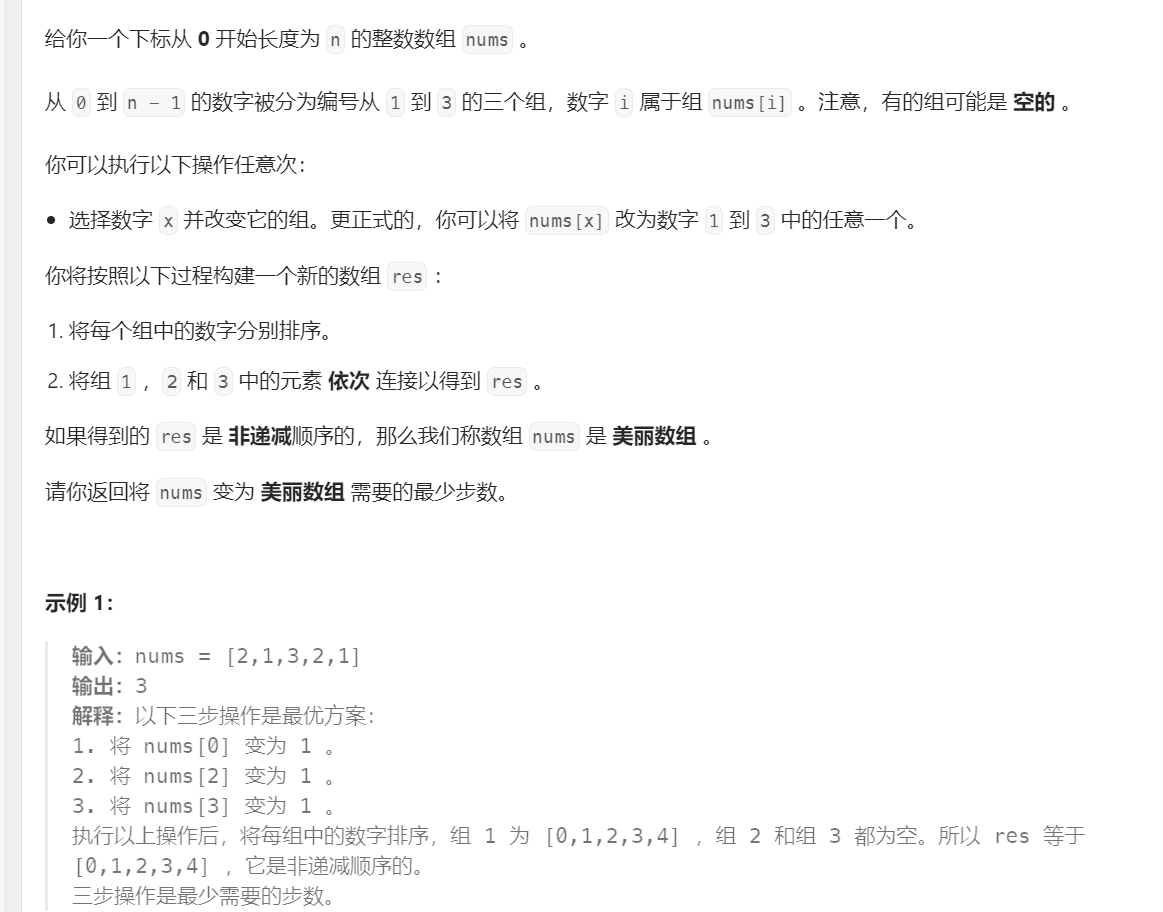 给你一个下标从 0 开始长度为 n 的整数数组 nums 。
从 0 到 n - 1 的数字被分为编号从 1 到 3 的三个组，数字 i 属于组 nums[i] 。注意，有的组可能是 空的 。
你可以执行以下操作任意次：
• 选择数字 x 并改变它的组。更正式的，你可以将 nums[x] 改为数字 1 到 3 中的任意一个。
你将按照以下过程构建一个新的数组 res ：
1. 将每个组中的数字分别排序。
2. 将组 1 ，2 和 3 中的元素 依次 连接以得到 res 。
如果得到的 res 是 非递减顺序的，那么我们称数组 nums 是 美丽数组 。
请你返回将 nums 变为 美丽数组 需要的最少步数。
示例 1：
输入：nums = [2,1,3,2,1]
输出：3
解释：以下三步操作是最优方案：
1. 将 nums[0] 变为 1 。
2. 将 nums[2] 变为 1 。
3. 将 nums[3] 变为 1 。
执行以上操作后，将每组中的数字排序，组 1 为 [0,1,2,3,4] ，组 2 和组 3 都为空。所以 res 等于
[0,1,2,3,4] ，它是非递减顺序的。
三步操作是最少需要的步数。